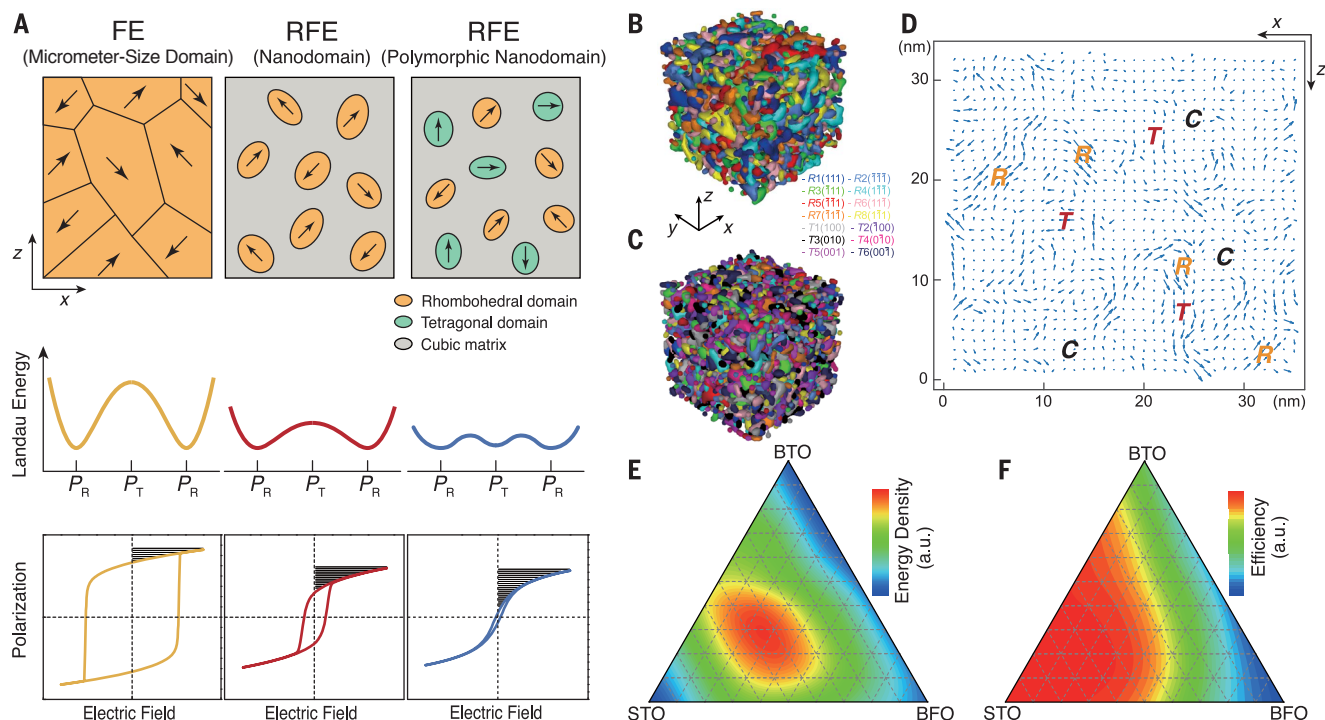 A
FE
(Micrometer-Size Domain)
RFE
(Nanodomain)
RFE
(Polymorphic Nanodomain)
z
x
Rhombohedral domain
Tetragonal domain
Cubic matrix
Landau Energy
P_R P_T P_R
P_R P_T P_R
P_R P_T P_R
Polarization
Electric Field
Electric Field
Electric Field
B
- R1(111) - R2(1̄1̄1̄)
- R3(1̄11) - R4(11̄1̄)
- R5(1̄1̄1) - R6(111̄)
- R7(1̄11̄) - R8(11̄1)
- T1(100) - T2(1̄00)
- T3(010) - T4(01̄0)
- T5(001) - T6(001̄)
z
y
x
C
D
x
z
(nm)
30
20
10
0
C
T
R
R
T
C
R
T
C
R
0 10 20 30 (nm)
E
BTO
STO
BFO
Energy Density
(a.u.)
F
BTO
STO
BFO
Efficiency
(a.u.)